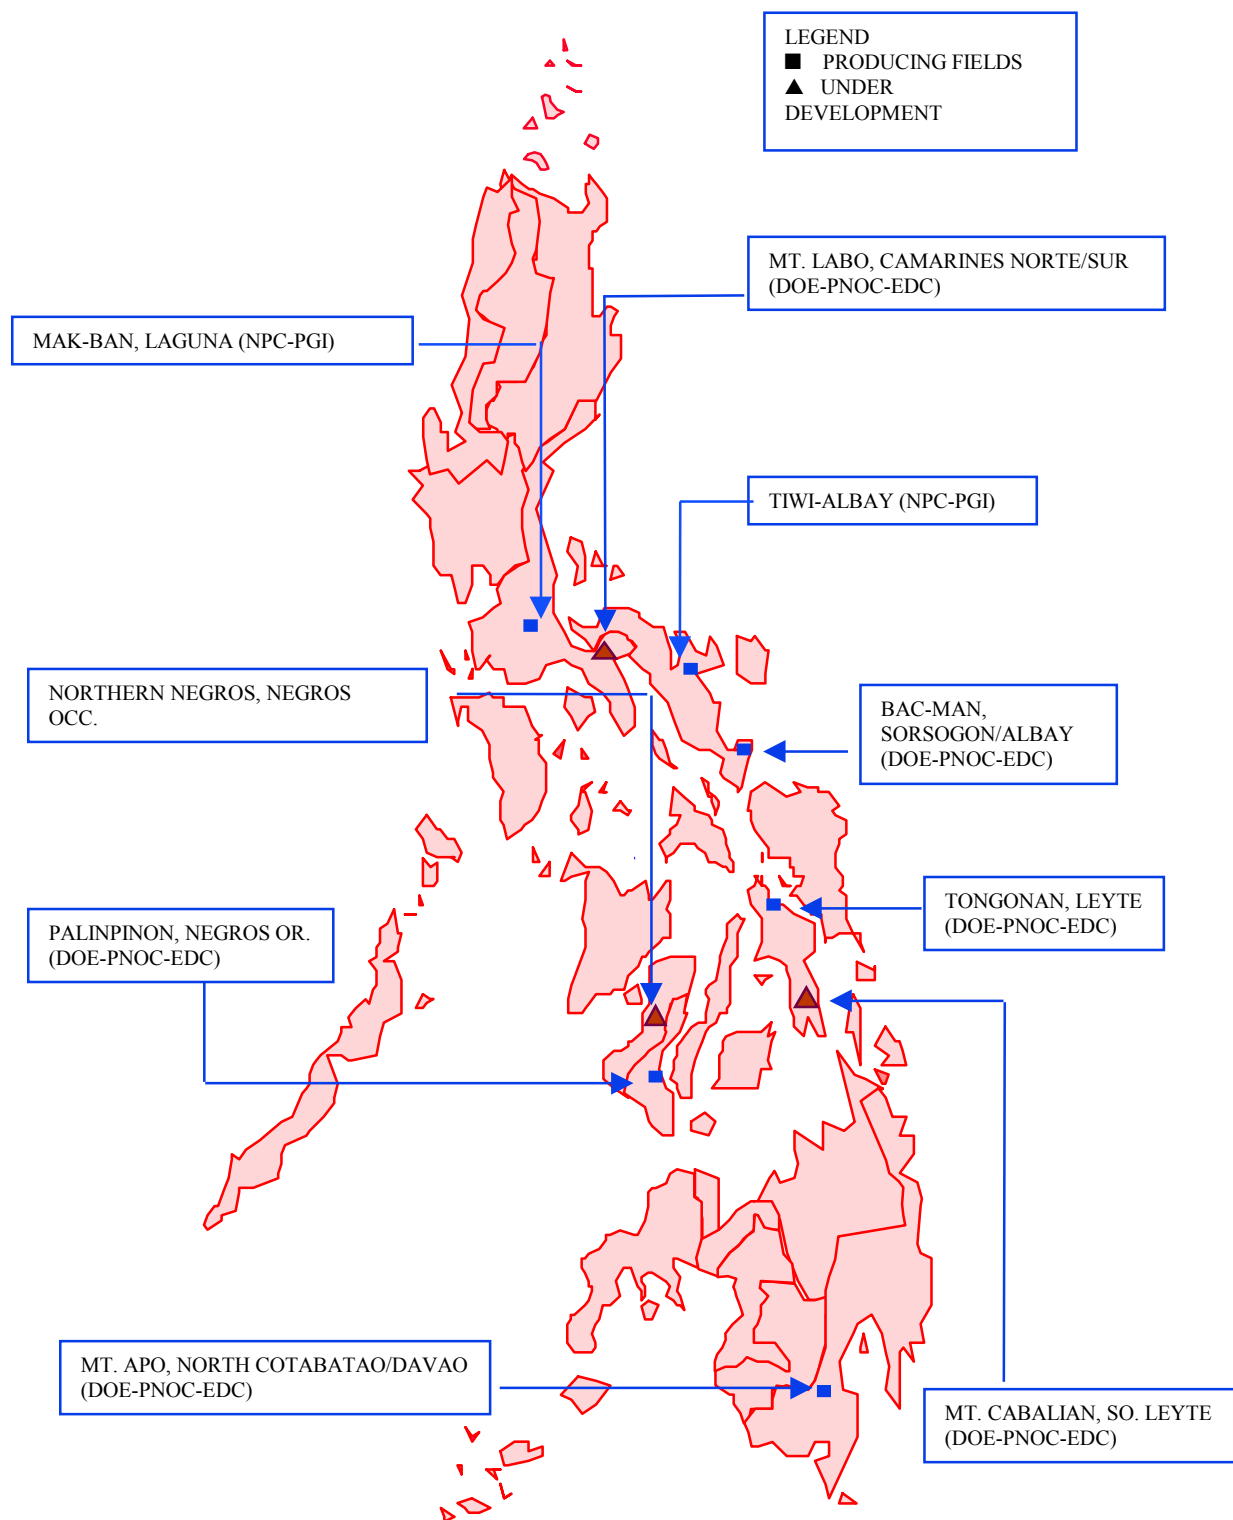 LEGEND
PRODUCING FIELDS
UNDER
DEVELOPMENT
MT. LABO, CAMARINES NORTE/SUR
(DOE-PNOC-EDC)
MAK-BAN, LAGUNA (NPC-PGI)
TIWI-ALBAY (NPC-PGI)
NORTHERN NEGROS, NEGROS
OCC.
BAC-MAN,
SORSOGON/ALBAY
(DOE-PNOC-EDC)
TONGONAN, LEYTE
(DOE-PNOC-EDC)
PALINPINON, NEGROS OR.
(DOE-PNOC-EDC)
MT. APO, NORTH COTABATAO/DAVAO
(DOE-PNOC-EDC)
MT. CABALIAN, SO. LEYTE
(DOE-PNOC-EDC)